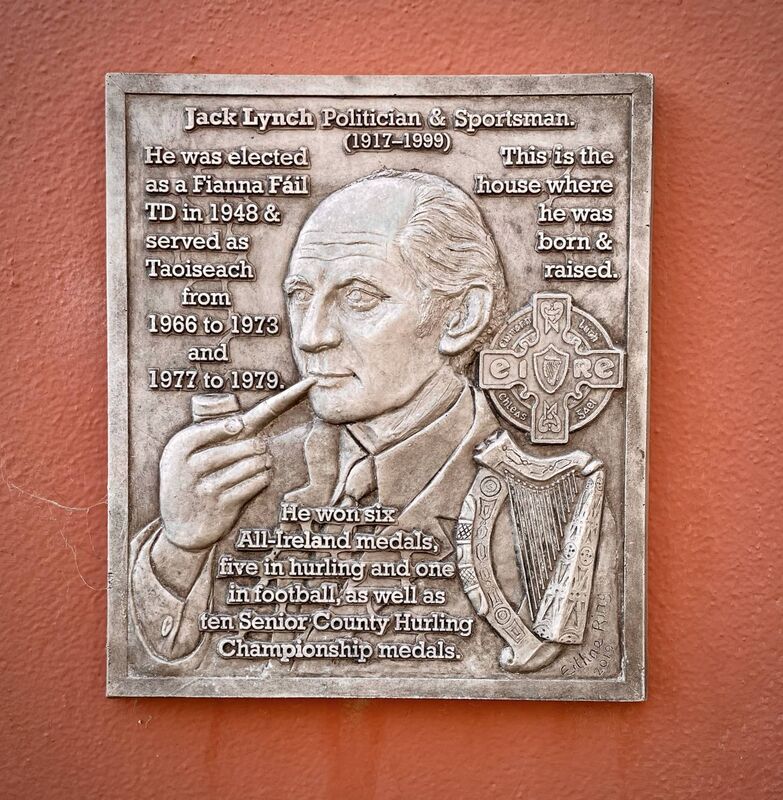 Jack Lynch Politician & Sportsman.
(1917–1999)
He was elected
as a Fianna Fáil
TD in 1948 &
served as
Taoiseach
from
1966 to 1973
and
1977 to 1979.
This is the
house where
he was
born &
raised.
eire
He won six
All-Ireland medals,
five in hurling and one
in football, as well as
ten Senior County Hurling
Championship medals.